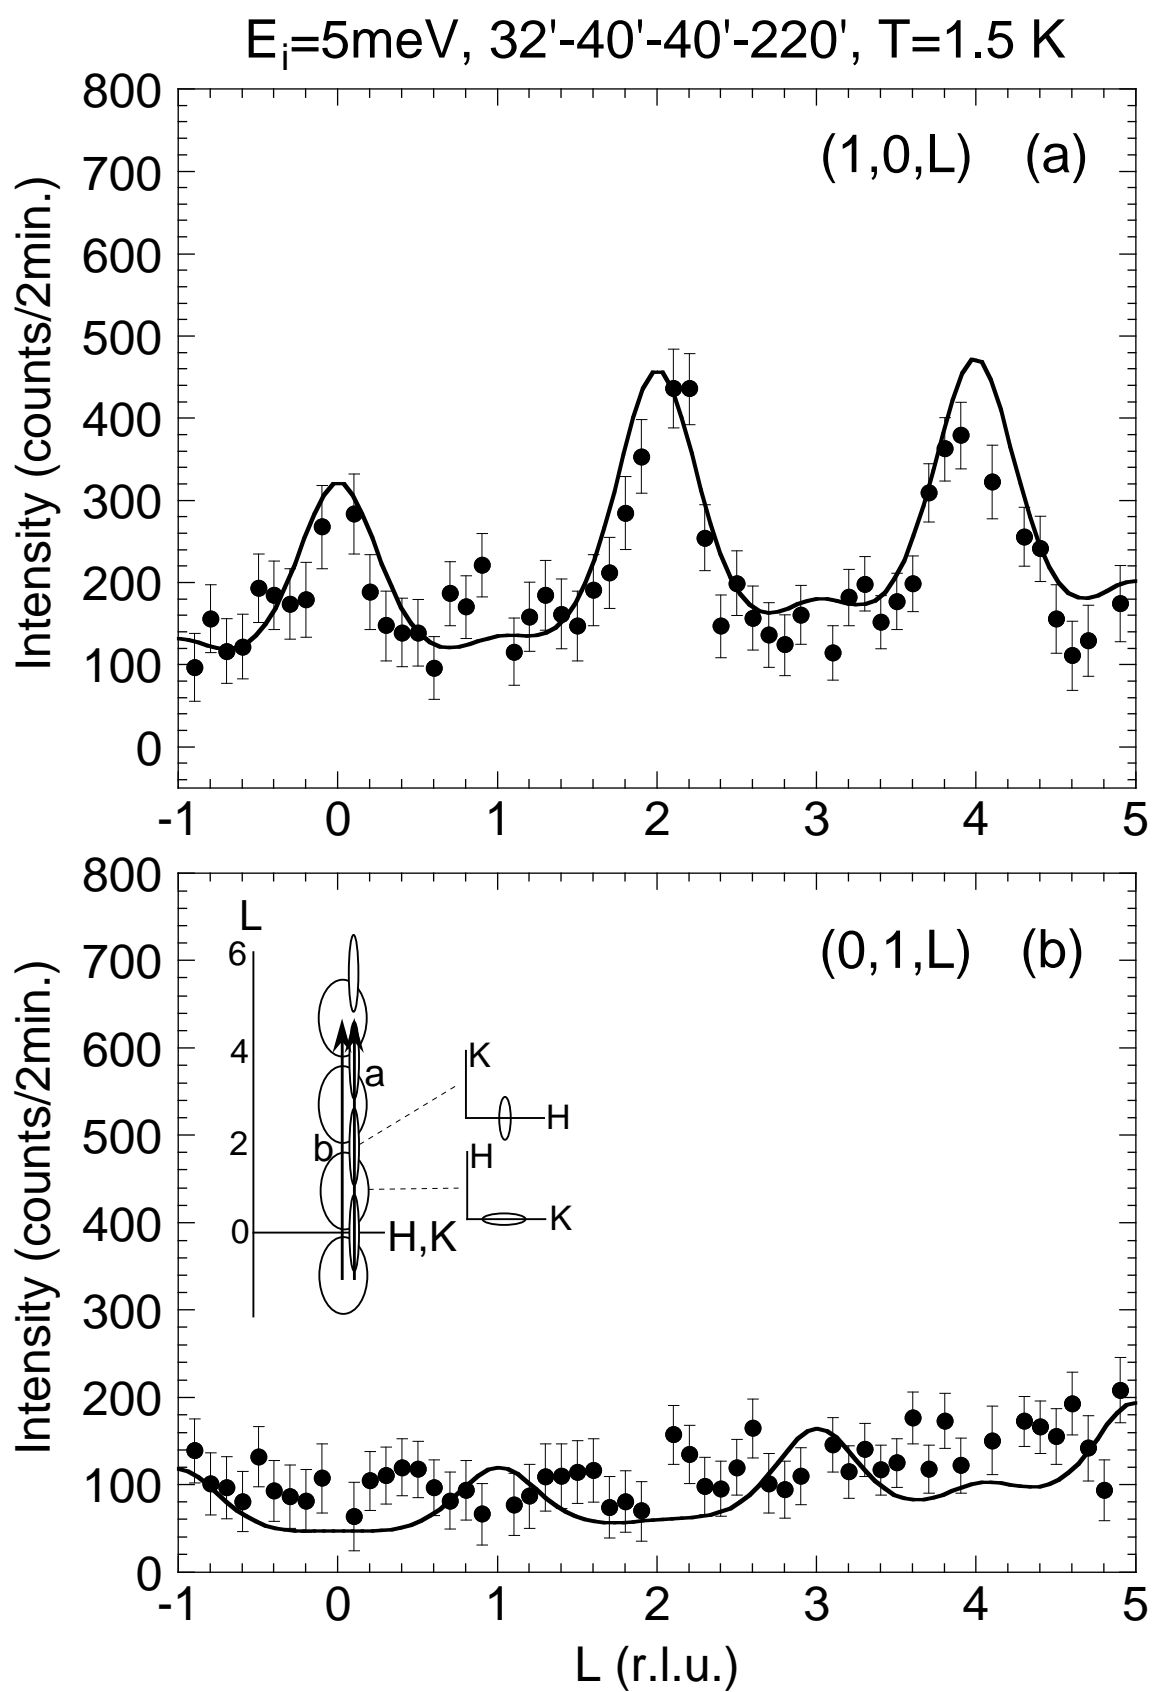 E_i=5meV, 32'-40'-40'-220', T=1.5 K
800
(1,0,L) (a)
700
600
500
400
300
200
100
0
Intensity (counts/2min.)
-1 0 1 2 3 4 5
800
(0,1,L) (b)
700
600
500
400
300
200
100
0
Intensity (counts/2min.)
L
6
4
2
0
a
b
H,K
K
H
H
K
-1 0 1 2 3 4 5
L (r.l.u.)